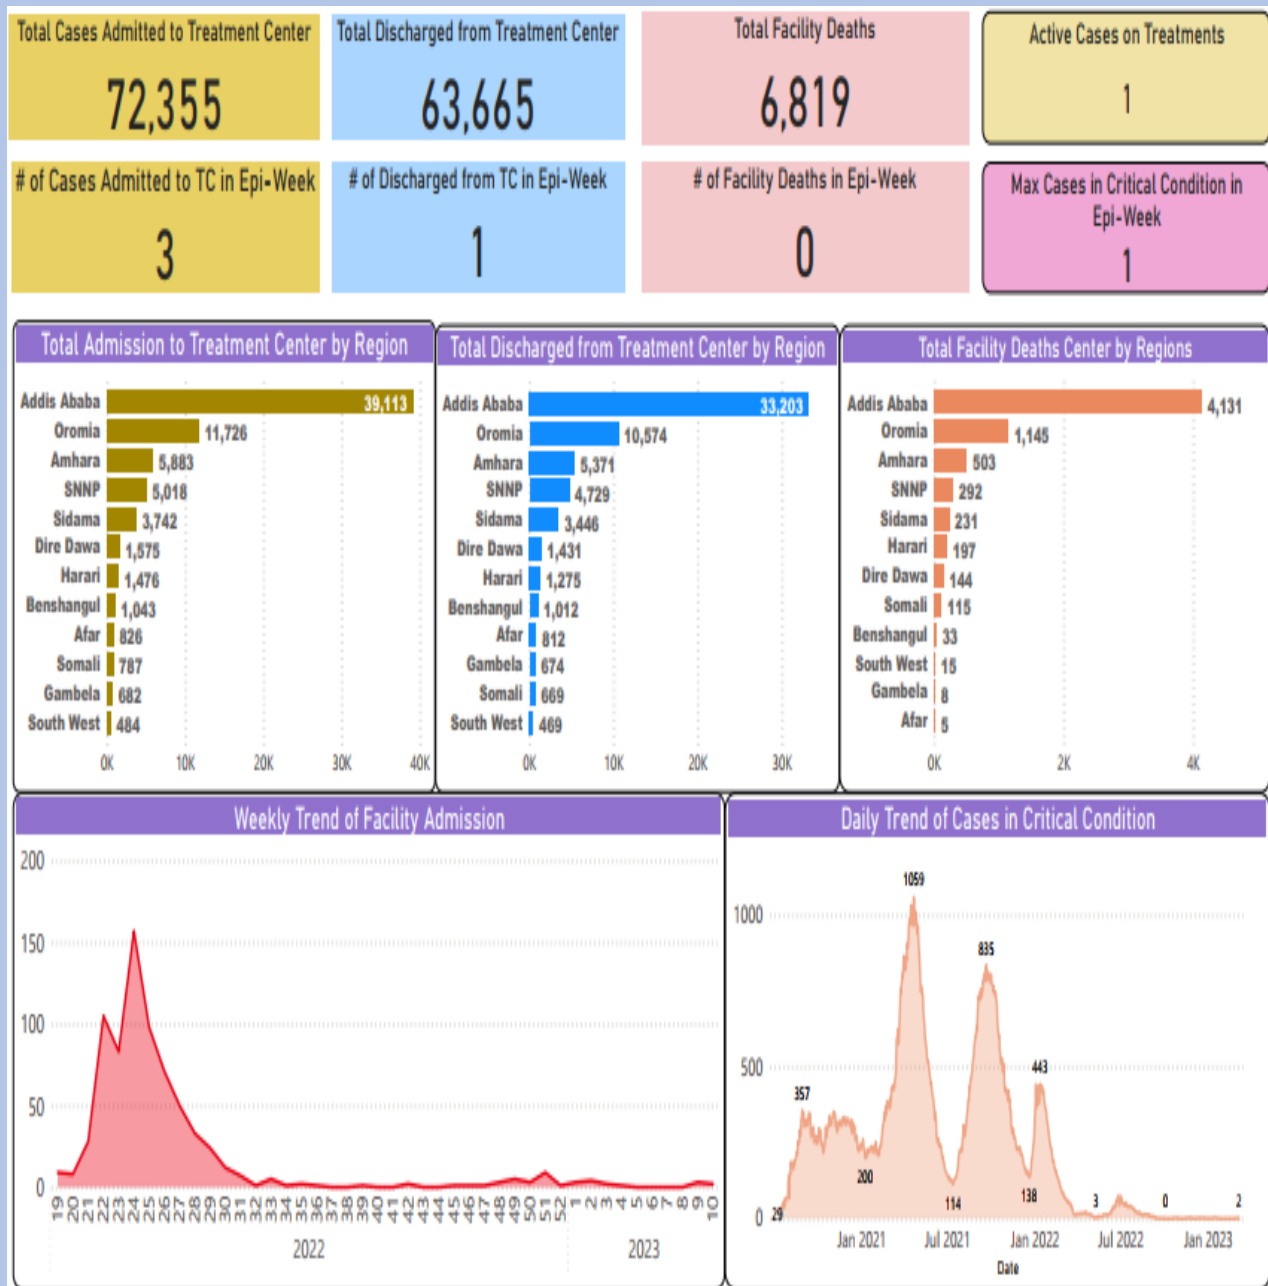 Total Cases Admitted to Treatment Center
72,355
Total Discharged from Treatment Center
63,665
Total Facility Deaths
6,819
Active Cases on Treatments
1
# of Cases Admitted to TC in Epi-Week
3
# of Discharged from TC in Epi-Week
1
# of Facility Deaths in Epi-Week
0
Max Cases in Critical Condition in
Epi-Week
1
Total Admission to Treatment Center by Region
Addis Ababa 39,113
Oromia 11,726
Amhara 5,883
SNNP 5,018
Sidama 3,742
Dire Dawa 1,575
Harari 1,476
Benshangul 1,043
Afar 826
Somali 787
Gambela 682
South West 484
0K 10K 20K 30K 40K
Total Discharged from Treatment Center by Region
Addis Ababa 33,203
Oromia 10,574
Amhara 5,371
SNNP 4,729
Sidama 3,446
Dire Dawa 1,431
Harari 1,275
Benshangul 1,012
Afar 812
Gambela 674
Somali 669
South West 469
0K 10K 20K 30K
Total Facility Deaths Center by Regions
Addis Ababa 4,131
Oromia 1,145
Amhara 503
SNNP 292
Sidama 231
Harari 197
Dire Dawa 144
Somali 115
Benshangul 33
South West 15
Gambela 8
Afar 5
0K 2K 4K
Weekly Trend of Facility Admission
200
150
100
50
0
19 20 21 22 23 24 25 26 27 28 29 30 31 32 33 34 35 36 37 38 39 40 41 42 43 44 45 46 47 48 49 50 51 52 1 2 3 4 5 6 7 8 9 10
2022 2023
Daily Trend of Cases in Critical Condition
1059
1000
835
500
443
357
200
114
138
3
0
2
0
29
Jan 2021 Jul 2021 Jan 2022 Jul 2022 Jan 2023
Date